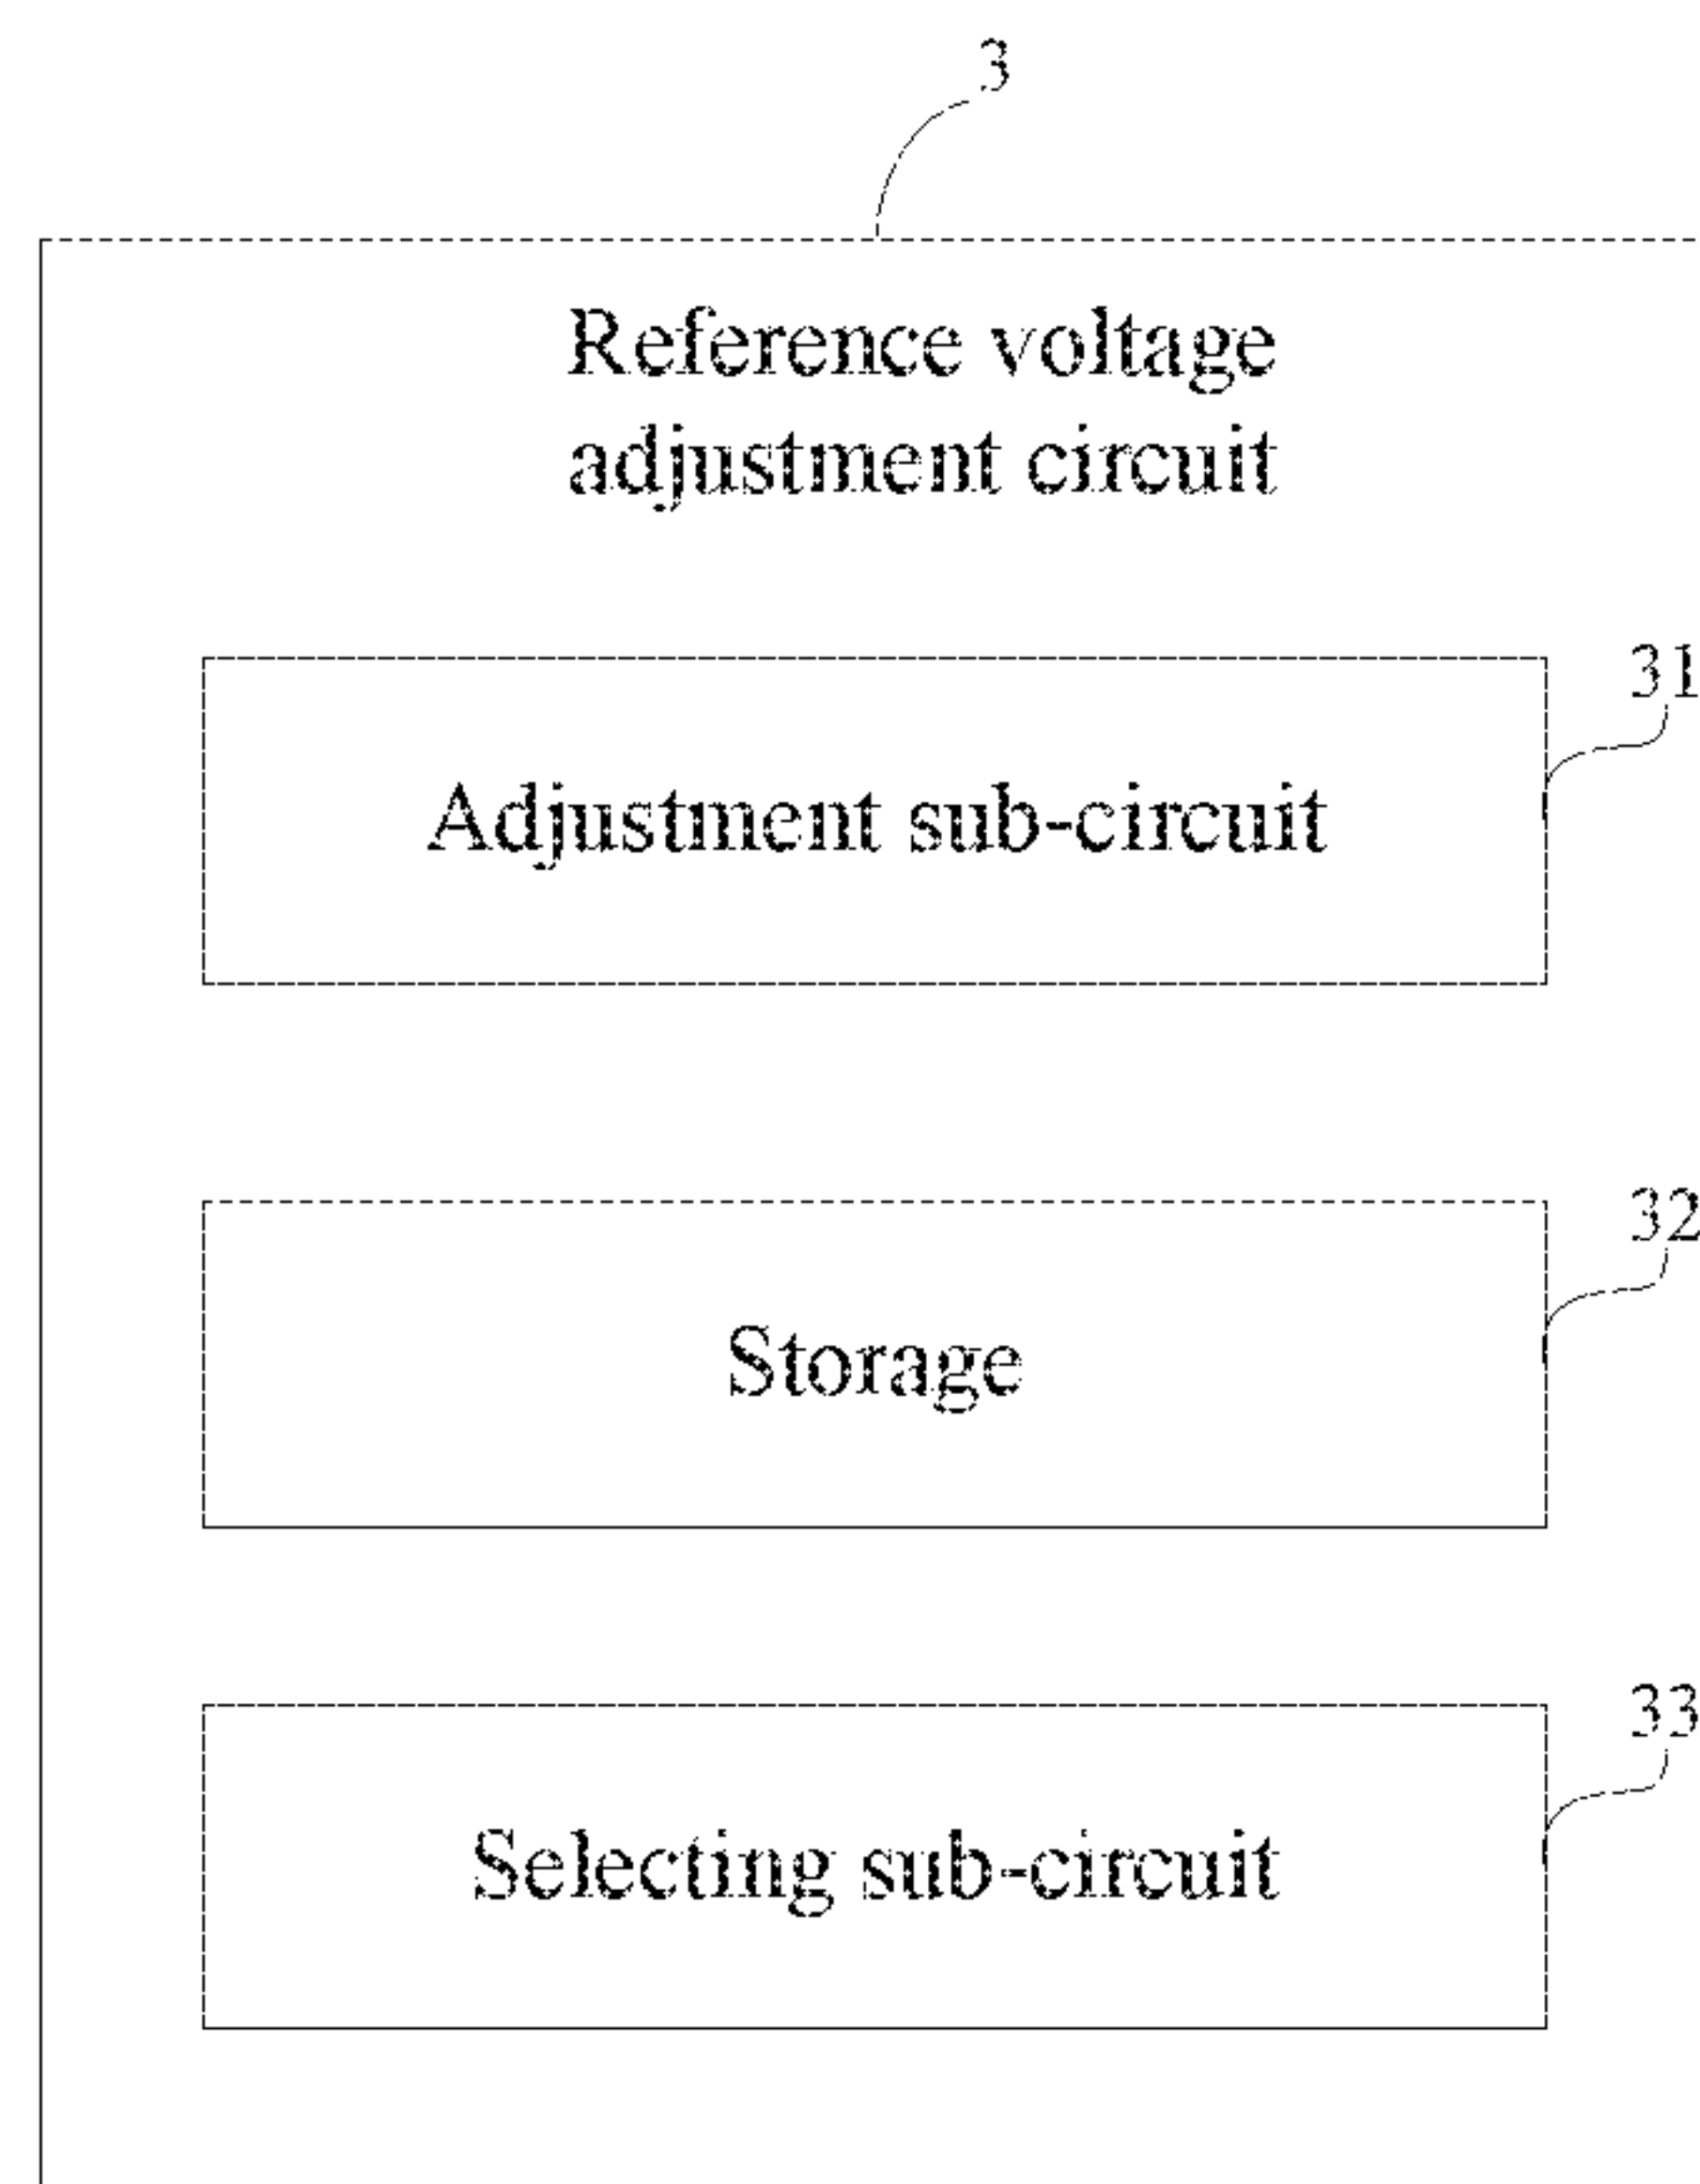 3
Reference voltage
adjustment circuit
31
Adjustment sub-circuit
32
Storage
33
Selecting sub-circuit